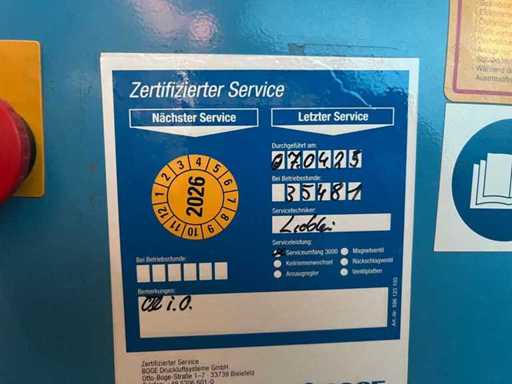 Zertifizierter Service
Nächster Service
Letzter Service
Durchgeführt am:
070425
Bei Betriebsstunde:
35481
Servicetechniker:
Serviceleistung:
Serviceumfang 3000
Magnetventil
Keilriemenwechsel
Rückschlagventil
Ansaugregler
Ventilplatten
1 2 3 4 5 6 7 8 9 10 11 12
2026
Bei Betriebsstunde:
Bemerkungen:
i.O.
Zertifizierter Service
BOGE Druckluftsysteme GmbH
Otto-Boge-Straße 1–7 33739 Bielefeld